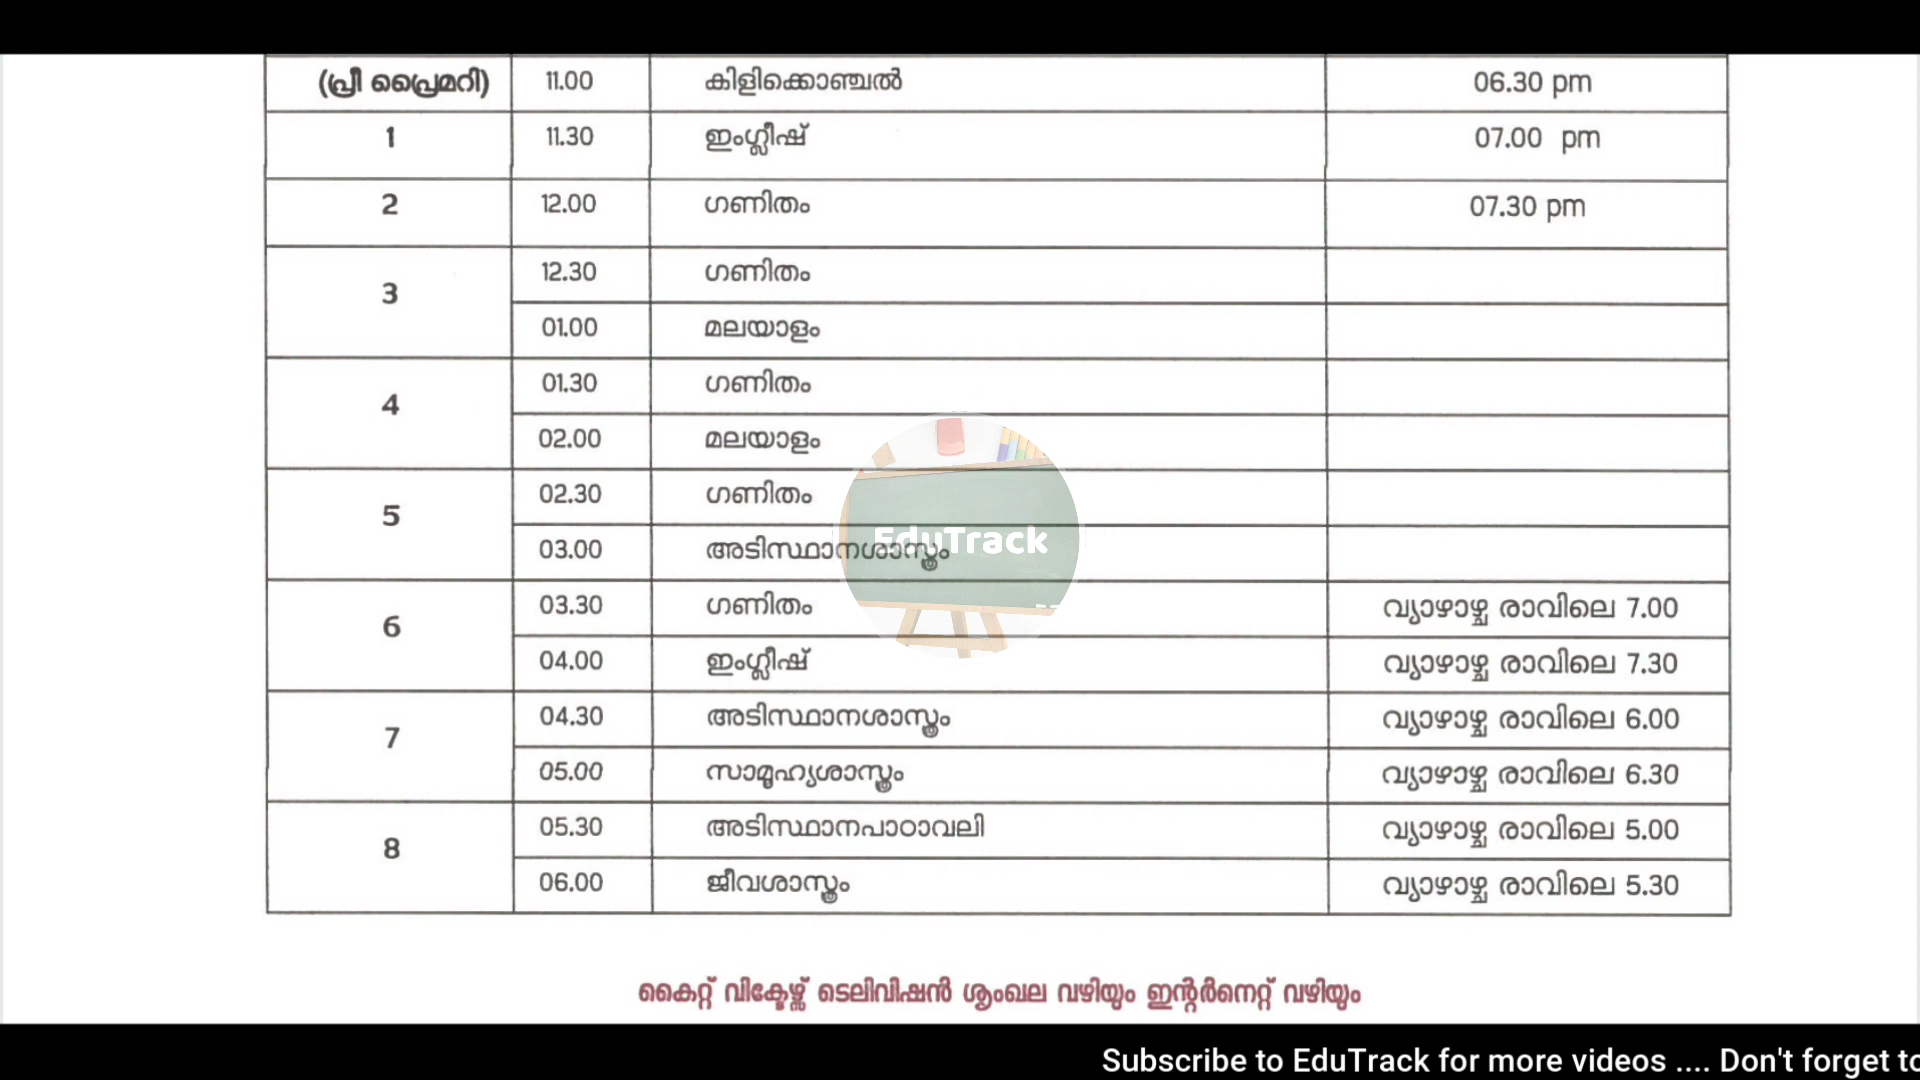 (പ്രീ പ്രൈമറി) 11.00 കിളിക്കൊഞ്ചൽ 06.30 pm
1 11.30 ഇംഗ്ലീഷ് 07.00 pm
2 12.00 ഗണിതം 07.30 pm
3 12.30 ഗണിതം
01.00 മലയാളം
4 01.30 ഗണിതം
02.00 മലയാളം
5 02.30 ഗണിതം
03.00 അടിസ്ഥാനശാസ്ത്രം
EduTrack
6 03.30 ഗണിതം വ്യാഴാഴ്ച രാവിലെ 7.00
04.00 ഇംഗ്ലീഷ് വ്യാഴാഴ്ച രാവിലെ 7.30
7 04.30 അടിസ്ഥാനശാസ്ത്രം വ്യാഴാഴ്ച രാവിലെ 6.00
05.00 സാമൂഹ്യശാസ്ത്രം വ്യാഴാഴ്ച രാവിലെ 6.30
8 05.30 അടിസ്ഥാനപാഠാവലി വ്യാഴാഴ്ച രാവിലെ 5.00
06.00 ജീവശാസ്ത്രം വ്യാഴാഴ്ച രാവിലെ 5.30
കൈറ്റ് വിക്ടേഴ്സ് ടെലിവിഷൻ ശൃംഖല വഴിയും ഇന്റർനെറ്റ് വഴിയും
Subscribe to EduTrack for more videos .... Don't forget to